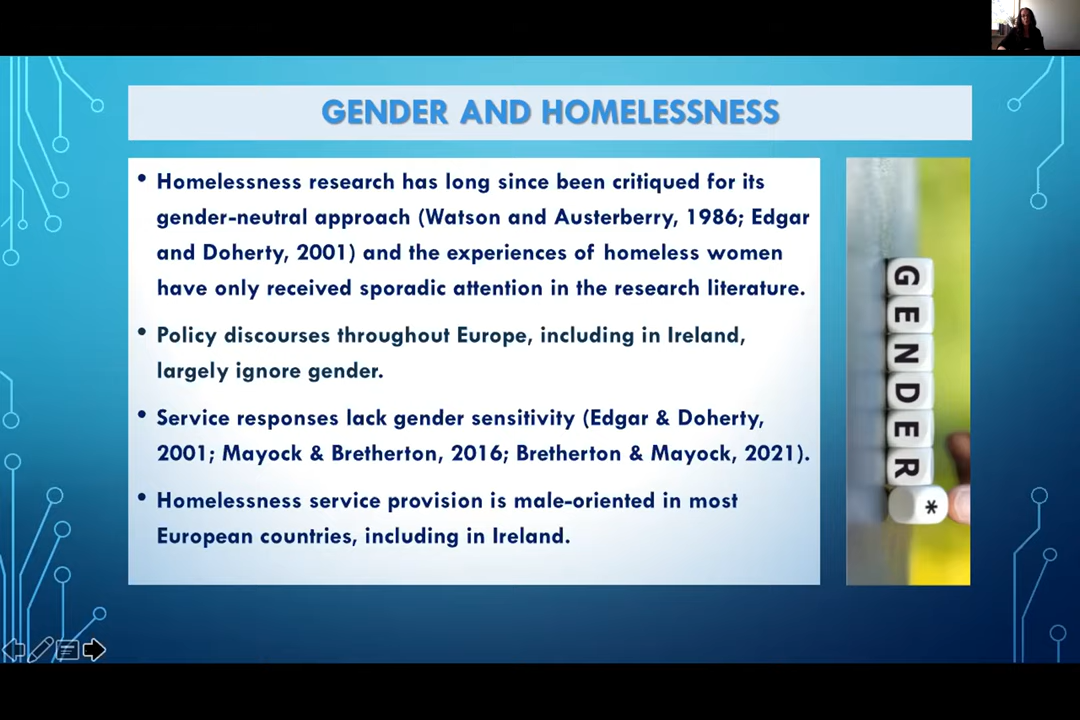 GENDER AND HOMELESSNESS
• Homelessness research has long since been critiqued for its
gender-neutral approach (Watson and Austerberry, 1986; Edgar
and Doherty, 2001) and the experiences of homeless women
have only received sporadic attention in the research literature.
• Policy discourses throughout Europe, including in Ireland,
largely ignore gender.
• Service responses lack gender sensitivity (Edgar & Doherty,
2001; Mayock & Bretherton, 2016; Bretherton & Mayock, 2021).
• Homelessness service provision is male-oriented in most
European countries, including in Ireland.
GENDER*